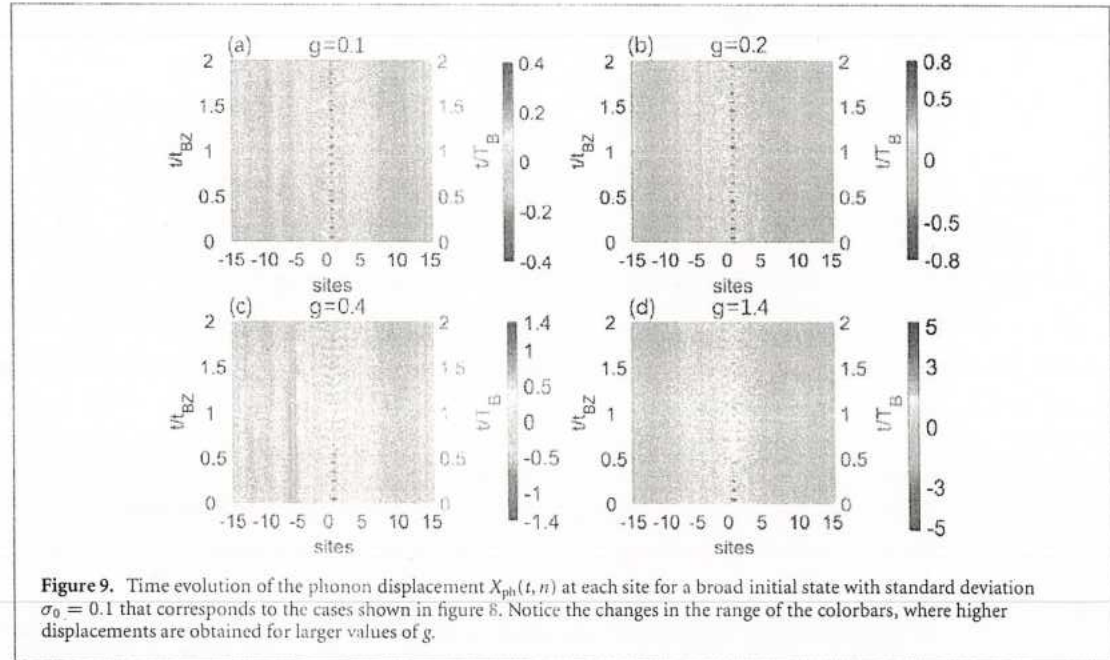 (a) g=0.1
2 2 0.4
1.5 1.5 0.2
t/t_BZ 1 1 t/T_B 0
0.5 0.5 -0.2
0 0 -0.4
-15 -10 -5 0 5 10 15
sites
(b) g=0.2
2 2 0.8
1.5 1.5 0.5
t/t_BZ 1 1 t/T_B 0
0.5 0.5 -0.5
0 0 -0.8
-15 -10 -5 0 5 10 15
sites
(c) g=0.4
2 2 1.4
1
1.5 1.5 0.5
t/t_BZ 1 1 t/T_B 0
0.5 0.5 -0.5
-1
0 0 -1.4
-15 -10 -5 0 5 10 15
sites
(d) g=1.4
2 2 5
1.5 1.5 3
t/t_BZ 1 1 t/T_B 0
0.5 0.5 -3
0 0 -5
-15 -10 -5 0 5 10 15
sites
Figure 9. Time evolution of the phonon displacement X_ph(t, n) at each site for a broad initial state with standard deviation
σ_0 = 0.1 that corresponds to the cases shown in figure 8. Notice the changes in the range of the colorbars, where higher
displacements are obtained for larger values of g.